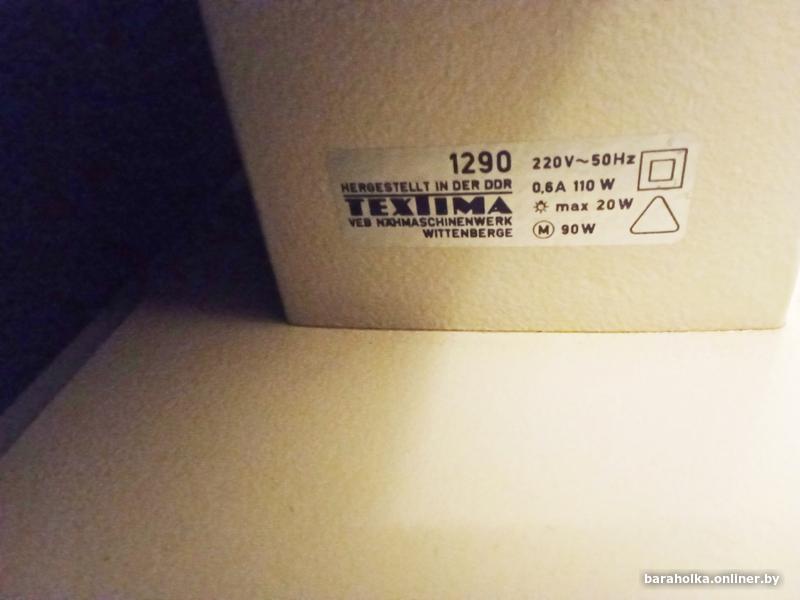 1290
HERGESTELLT IN DER DDR
TEXTIMA
VEB NÄHMASCHINENWERK
WITTENBERGE
220V~50Hz
0,6A 110 W
max 20W
M 90W
baraholka.onliner.by